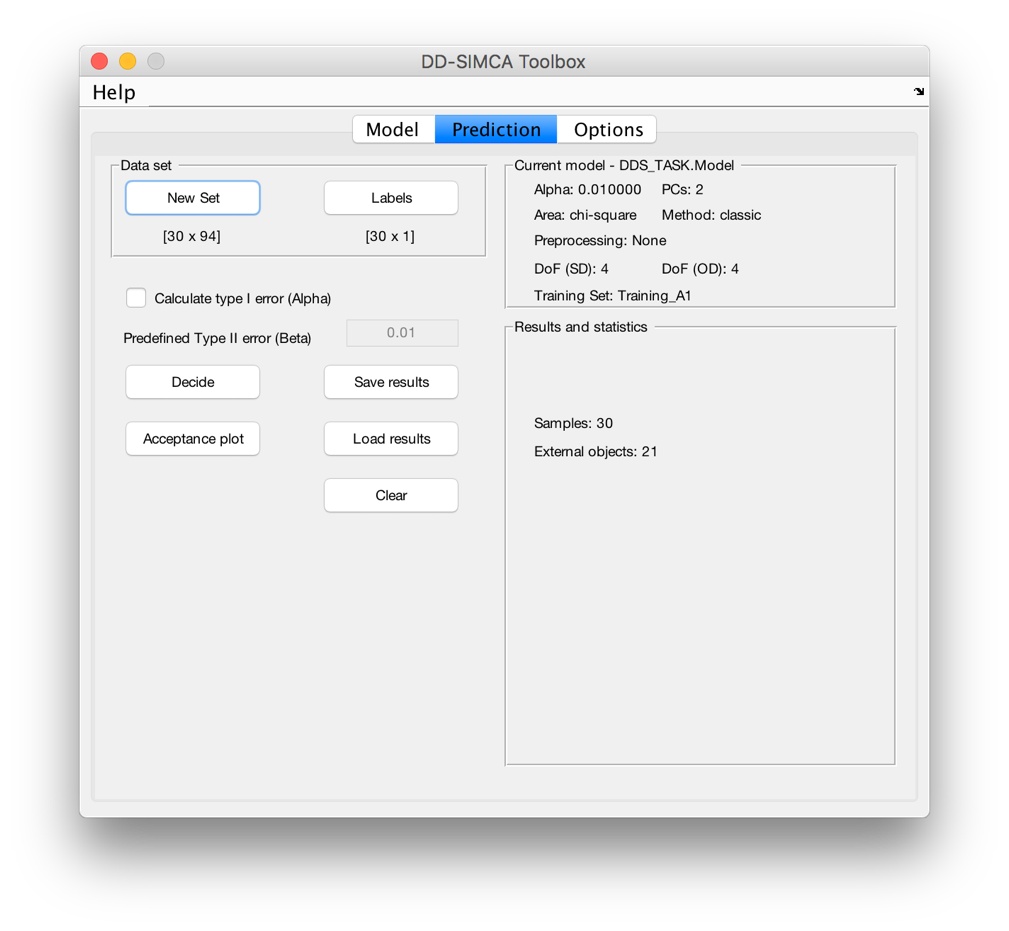 DD-SIMCA Toolbox
Help
Model Prediction Options
Data set
New Set Labels
[30 x 94] [30 x 1]
Calculate type I error (Alpha)
Predefined Type II error (Beta) 0.01
Decide Save results
Acceptance plot Load results
Clear
Current model - DDS_TASK.Model
Alpha: 0.010000 PCs: 2
Area: chi-square Method: classic
Preprocessing: None
DoF (SD): 4 DoF (OD): 4
Training Set: Training_A1
Results and statistics
Samples: 30
External objects: 21